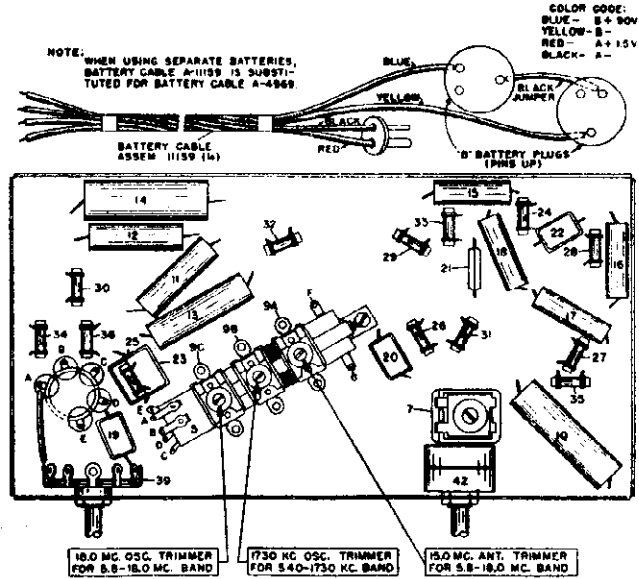 COLOR CODE:
BLUE- B+ 90V
YELLOW-B-
RED- A+ 1.5V
BLACK- A-
NOTE:
WHEN USING SEPARATE BATTERIES,
BATTERY CABLE A-11159 IS SUBSTI-
TUTED FOR BATTERY CABLE A-4969.
BLUE
YELLOW
BLACK
RED
BLACK
JUMPER
BATTERY CABLE
ASSEM 11159 (16)
"B" BATTERY PLUGS
(PINS UP)
14
12
11
13
32
30
34
36
25
23
9C
9B
9A
F
G
15
33
24
29
21
18
22
28
16
17
26
31
27
35
20
7
10
42
A
B
C
D
E
19
39
E
A
B
D
C
18.0 MC. OSC. TRIMMER
FOR 5.8-18.0 MC. BAND
1730 KC OSC. TRIMMER
FOR 540-1730 KC. BAND
15.0 MC. ANT. TRIMMER
FOR 5.8-18.0 MC. BAND